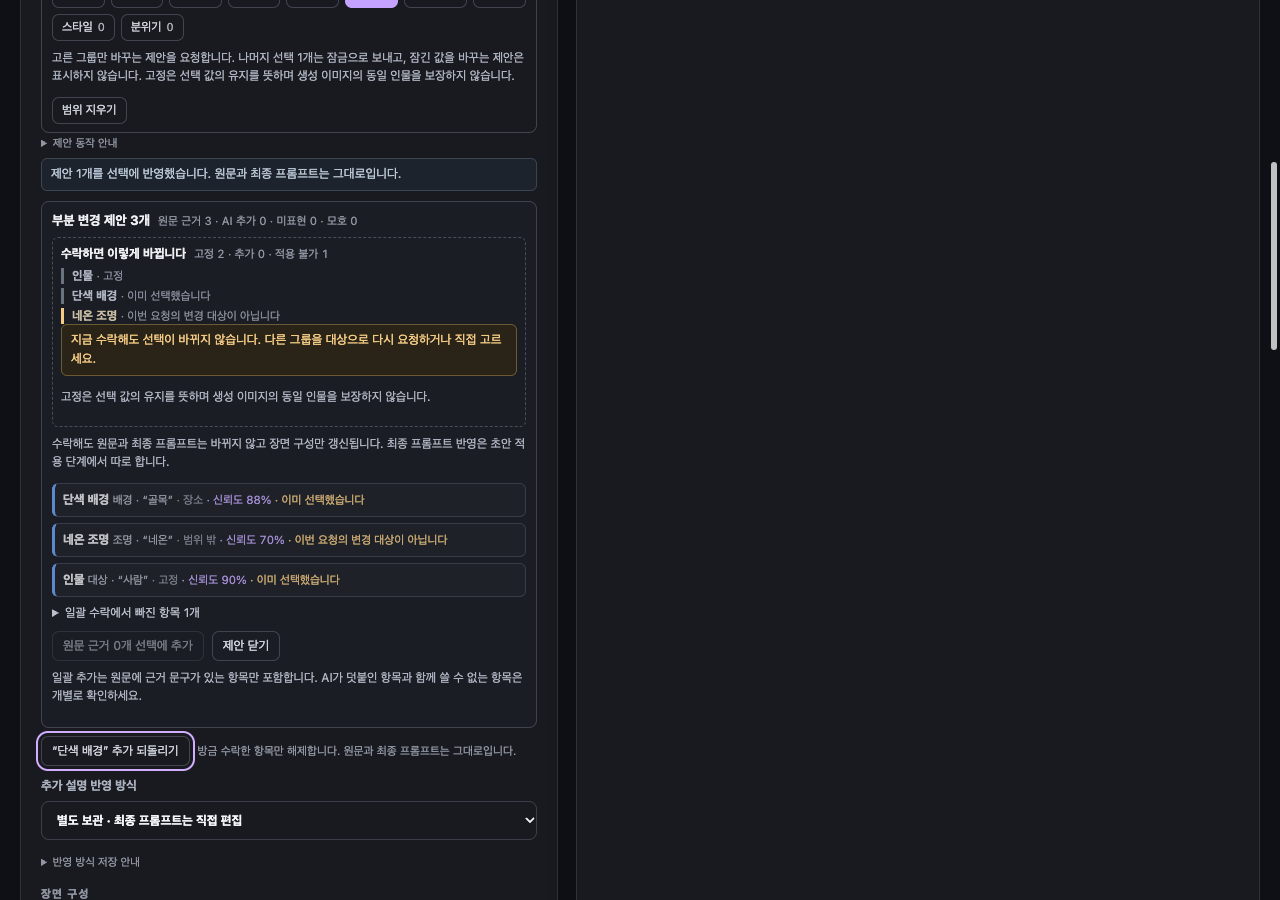 스타일 0 분위기 0
고른 그룹만 바꾸는 제안을 요청합니다. 나머지 선택 1개는 잠금으로 보내고, 잠긴 값을 바꾸는 제안은
표시하지 않습니다. 고정은 선택 값의 유지를 뜻하며 생성 이미지의 동일 인물을 보장하지 않습니다.
범위 지우기
▶ 제안 동작 안내
제안 1개를 선택에 반영했습니다. 원문과 최종 프롬프트는 그대로입니다.
부분 변경 제안 3개 원문 근거 3 · AI 추가 0 · 미표현 0 · 모호 0
수락하면 이렇게 바뀝니다 고정 2 · 추가 0 · 적용 불가 1
인물 · 고정
단색 배경 · 이미 선택했습니다
네온 조명 · 이번 요청의 변경 대상이 아닙니다
지금 수락해도 선택이 바뀌지 않습니다. 다른 그룹을 대상으로 다시 요청하거나 직접 고르
세요.
고정은 선택 값의 유지를 뜻하며 생성 이미지의 동일 인물을 보장하지 않습니다.
수락해도 원문과 최종 프롬프트는 바뀌지 않고 장면 구성만 갱신됩니다. 최종 프롬프트 반영은 초안 적
용 단계에서 따로 합니다.
단색 배경 배경 · “골목” · 장소 · 신뢰도 88% · 이미 선택했습니다
네온 조명 조명 · “네온” · 범위 밖 · 신뢰도 70% · 이번 요청의 변경 대상이 아닙니다
인물 대상 · “사람” · 고정 · 신뢰도 90% · 이미 선택했습니다
▶ 일괄 수락에서 빠진 항목 1개
원문 근거 0개 선택에 추가 제안 닫기
일괄 추가는 원문에 근거 문구가 있는 항목만 포함합니다. AI가 덧붙인 항목과 함께 쓸 수 없는 항목은
개별로 확인하세요.
“단색 배경” 추가 되돌리기 방금 수락한 항목만 해제합니다. 원문과 최종 프롬프트는 그대로입니다.
추가 설명 반영 방식
별도 보관 · 최종 프롬프트는 직접 편집
▶ 반영 방식 저장 안내
장면 구성